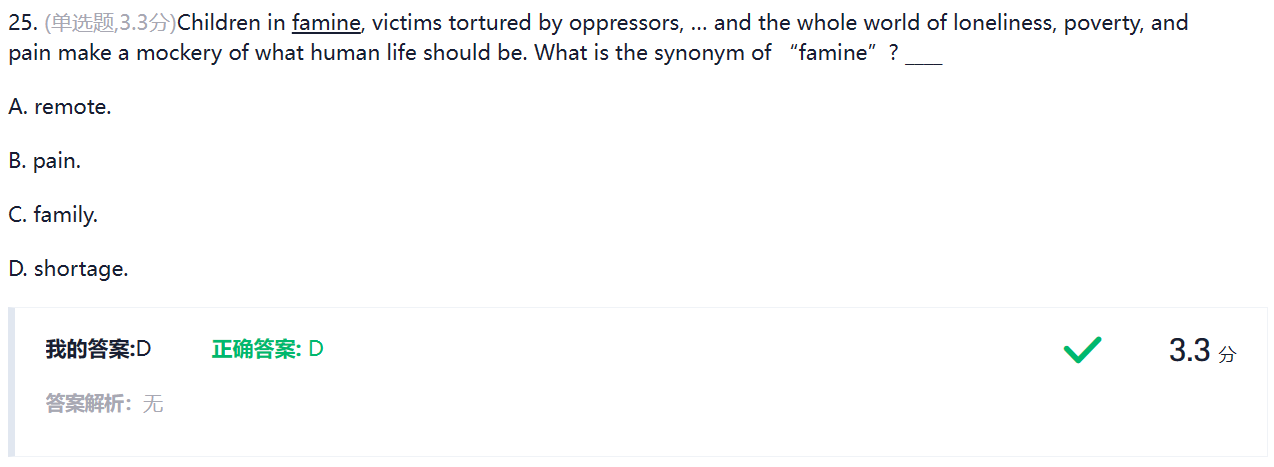 25. (单选题,3.3分)Children in famine, victims tortured by oppressors, ... and the whole world of loneliness, poverty, and
pain make a mockery of what human life should be. What is the synonym of “famine”? ____
A. remote.
B. pain.
C. family.
D. shortage.
我的答案:D 正确答案: D 3.3 分
答案解析: 无